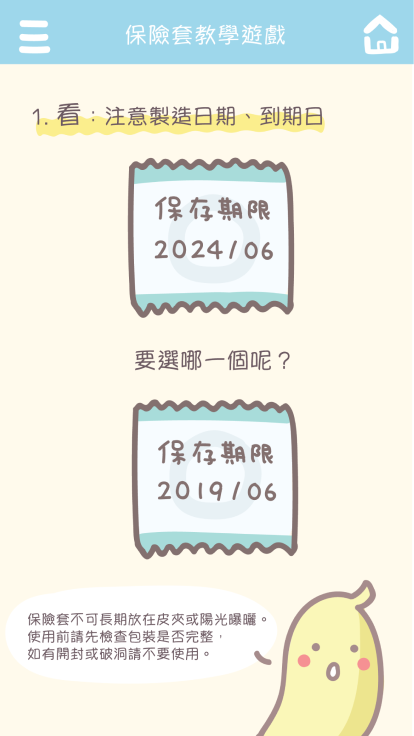 保險套教學遊戲
1. 看：注意製造日期、到期日
保存期限
2024/06
要選哪一個呢？
保存期限
2019/06
保險套不可長期放在皮夾或陽光曝曬。
使用前請先檢查包裝是否完整，
如有開封或破洞請不要使用。